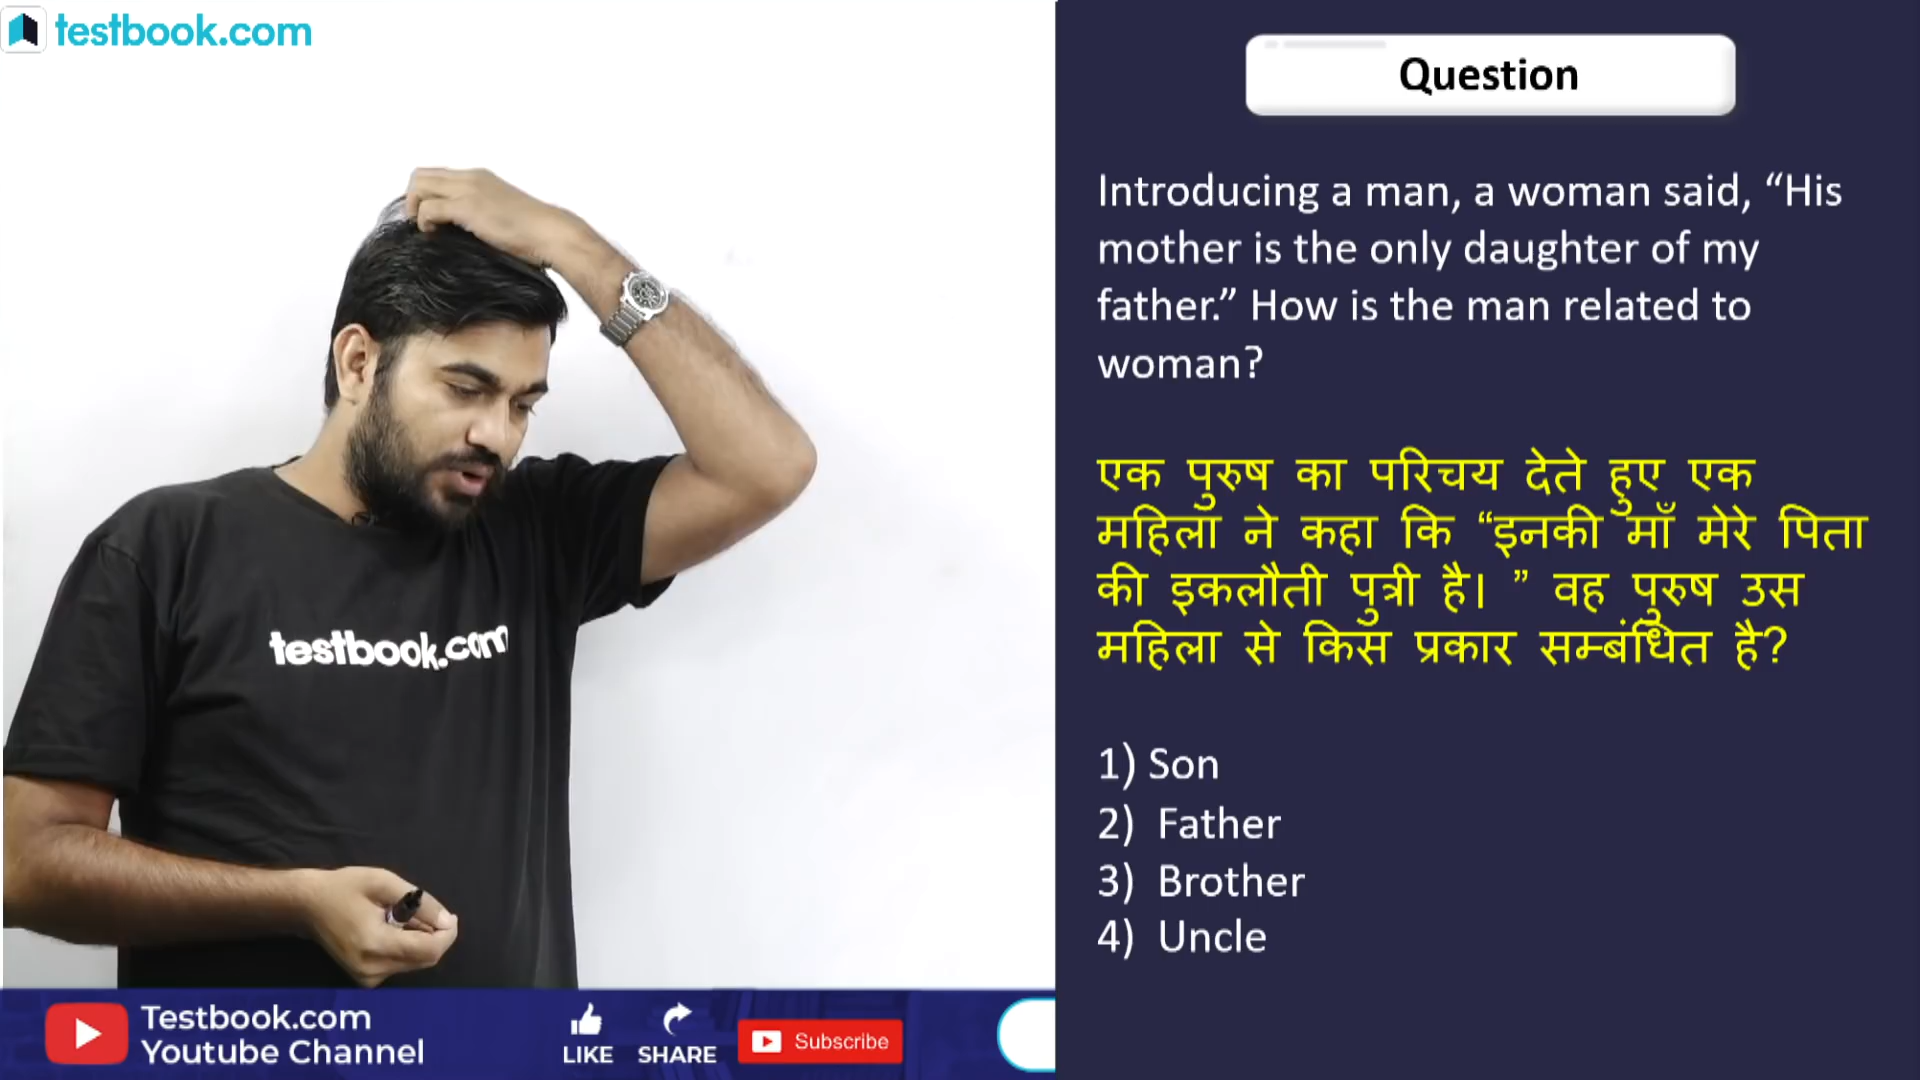 testbook.com
Question
Introducing a man, a woman said, “His
mother is the only daughter of my
father.” How is the man related to
woman?
एक पुरुष का परिचय देते हुए एक
महिला ने कहा कि “इनकी माँ मेरे पिता
की इकलौती पुत्री है। ” वह पुरुष उस
महिला से किस प्रकार सम्बंधित है?
1) Son
2) Father
3) Brother
4) Uncle
testbook.com
Testbook.com
Youtube Channel
LIKE
SHARE
Subscribe